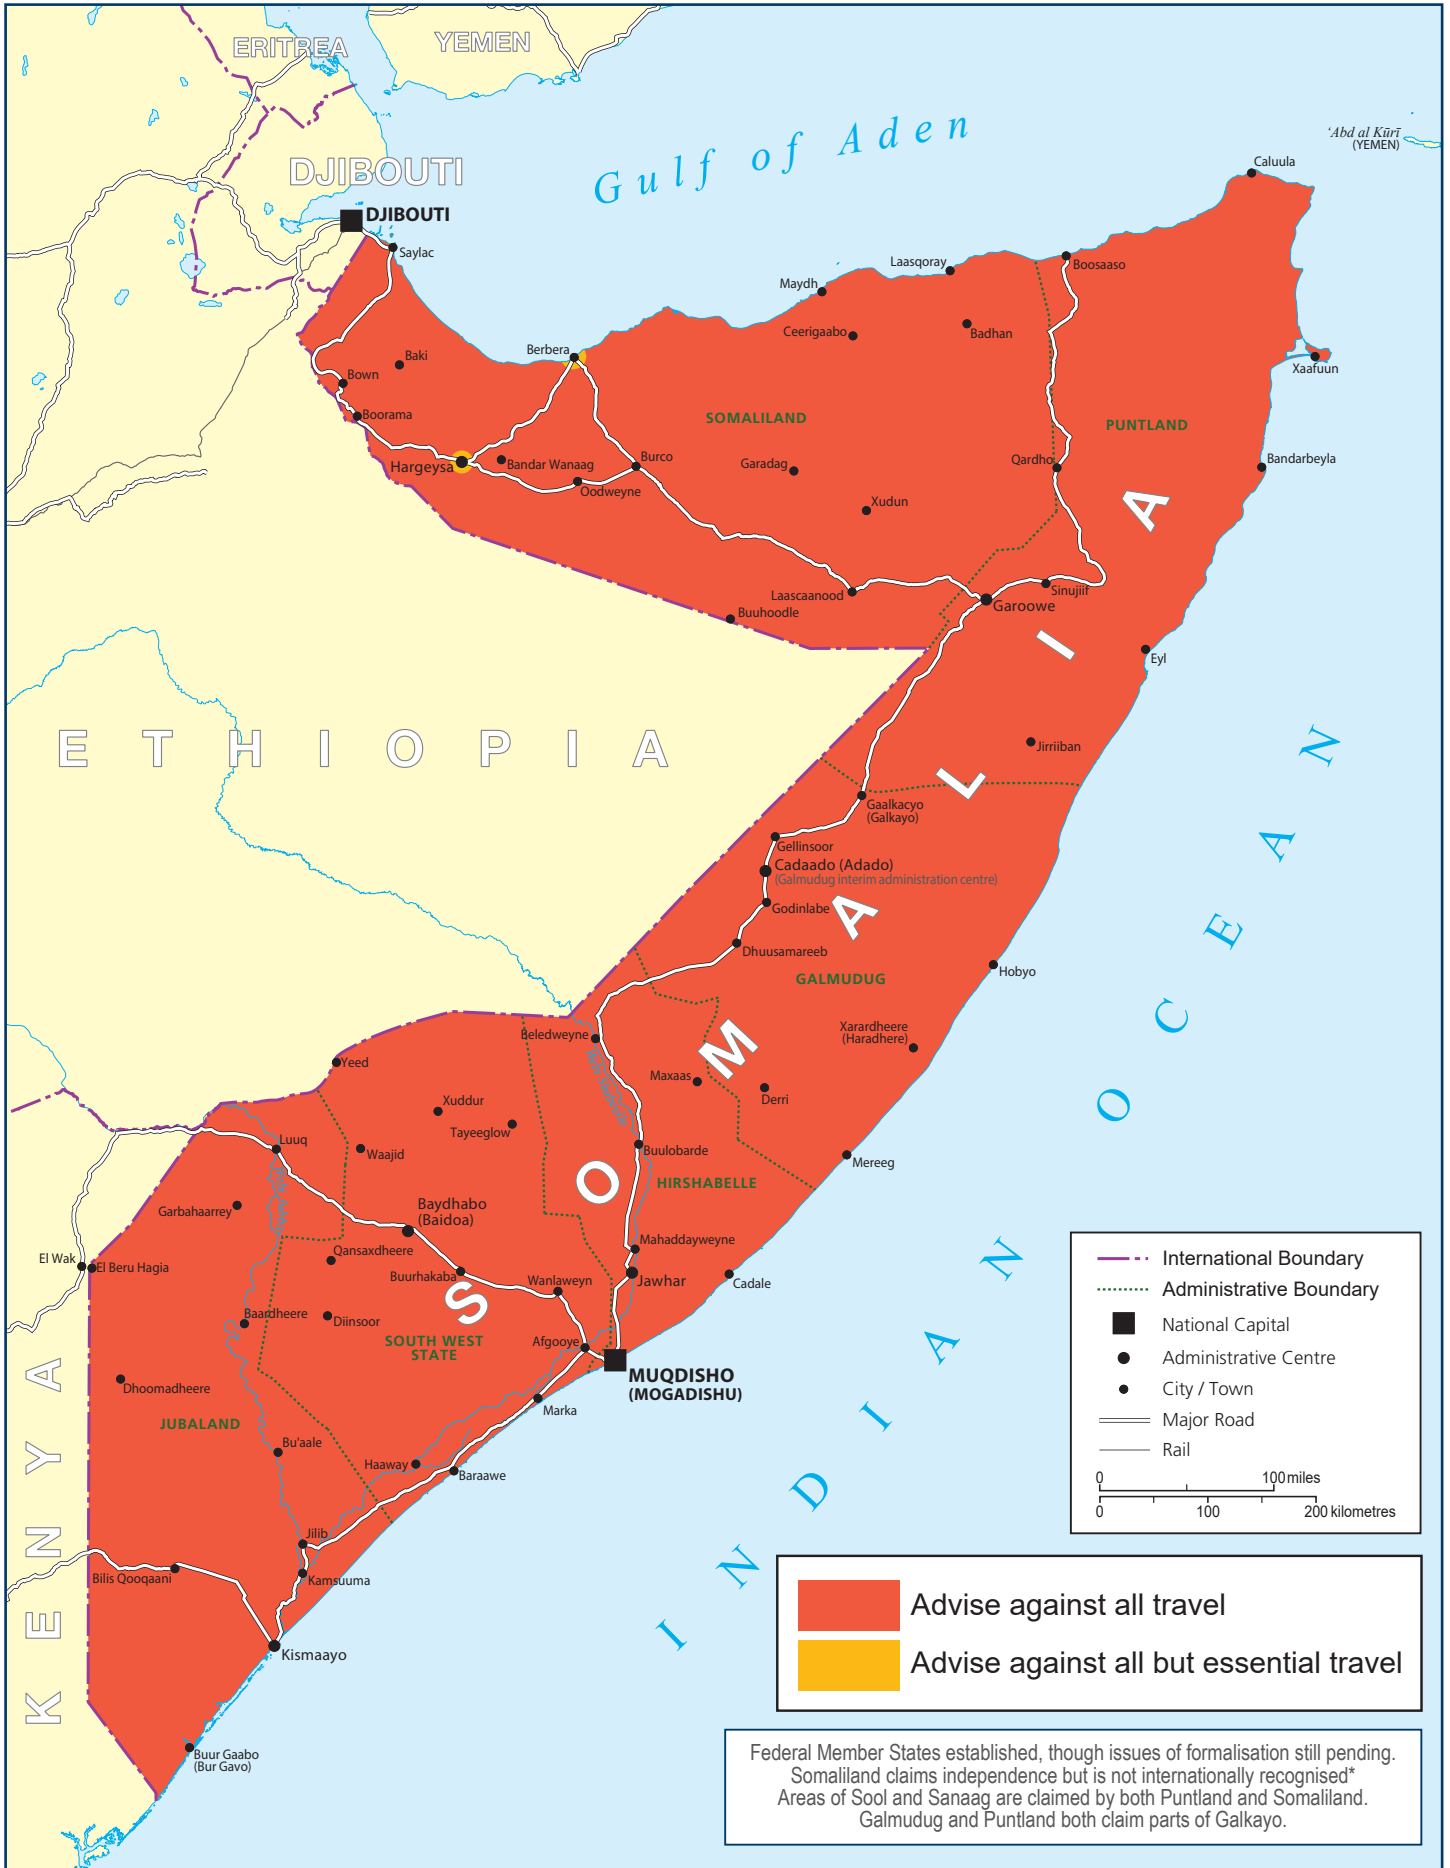 ERITREA
YEMEN
Gulf of Aden
'Abd al Kūrī
(YEMEN)
Caluula
DJIBOUTI
DJIBOUTI
Saylac
Laasqoray
Boosaaso
Maydh
Ceerigaabo
Badhan
Berbera
Baki
Xaafuun
Bown
Boorama
SOMALILAND
PUNTLAND
Hargeysa
Bandar Wanaag
Burco
Garadag
Qardho
Bandarbeyla
Oodweyne
Xudun
Laascaanood
Sinujiif
Garoowe
Buuhoodle
Eyl
ETHIOPIA
Jirriiban
Gaalkacyo
(Galkayo)
Gellinsoor
Cadaado (Adado)
(Galmudug interim administration centre)
Godinlabe
Dhuusamareeb
GALMUDUG
Hobyo
SOMALIA
Beledweyne
Xarardheere
(Haradhere)
Yeed
Maxaas
Derri
Xuddur
Tayeeglow
Luuq
Waajid
Buulobarde
Mereeg
HIRSHABELLE
Garbahaarrey
Baydhabo
(Baidoa)
Mahaddayweyne
El Wak
El Beru Hagia
Qansaxdheere
Buurhakaba
Wanlaweyn
Jawhar
Cadale
Baardheere
Diinsoor
SOUTH WEST
STATE
Afgooye
MUQDISHO
(MOGADISHU)
Dhoomadheere
Marka
JUBALAND
Bu'aale
Haaway
Baraawe
KENYA
Jilib
Bilis Qooqaani
Kamsuuma
Kismaayo
Buur Gaabo
(Bur Gavo)
INDIAN OCEAN
International Boundary
Administrative Boundary
National Capital
Administrative Centre
City / Town
Major Road
Rail
0 100 miles
0 100 200 kilometres
Advise against all travel
Advise against all but essential travel
Federal Member States established, though issues of formalisation still pending.
Somaliland claims independence but is not internationally recognised*
Areas of Sool and Sanaag are claimed by both Puntland and Somaliland.
Galmudug and Puntland both claim parts of Galkayo.